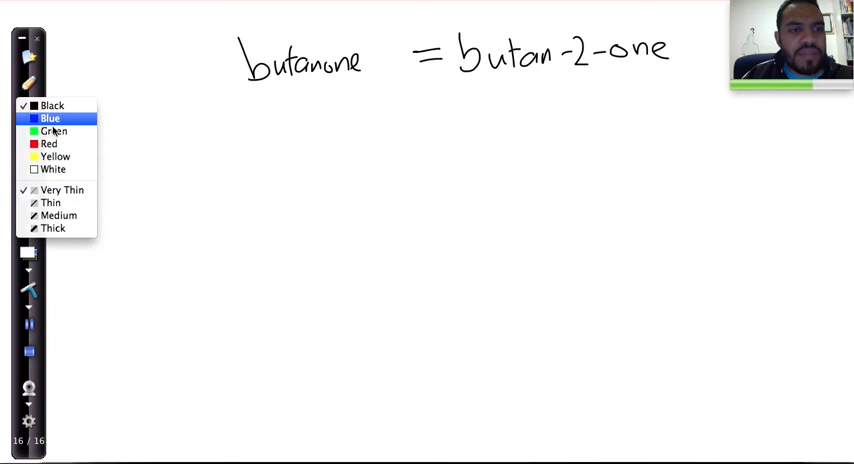 butanone = butan-2-one
Black
Blue
Green
Red
Yellow
White
Very Thin
Thin
Medium
Thick
16 / 16